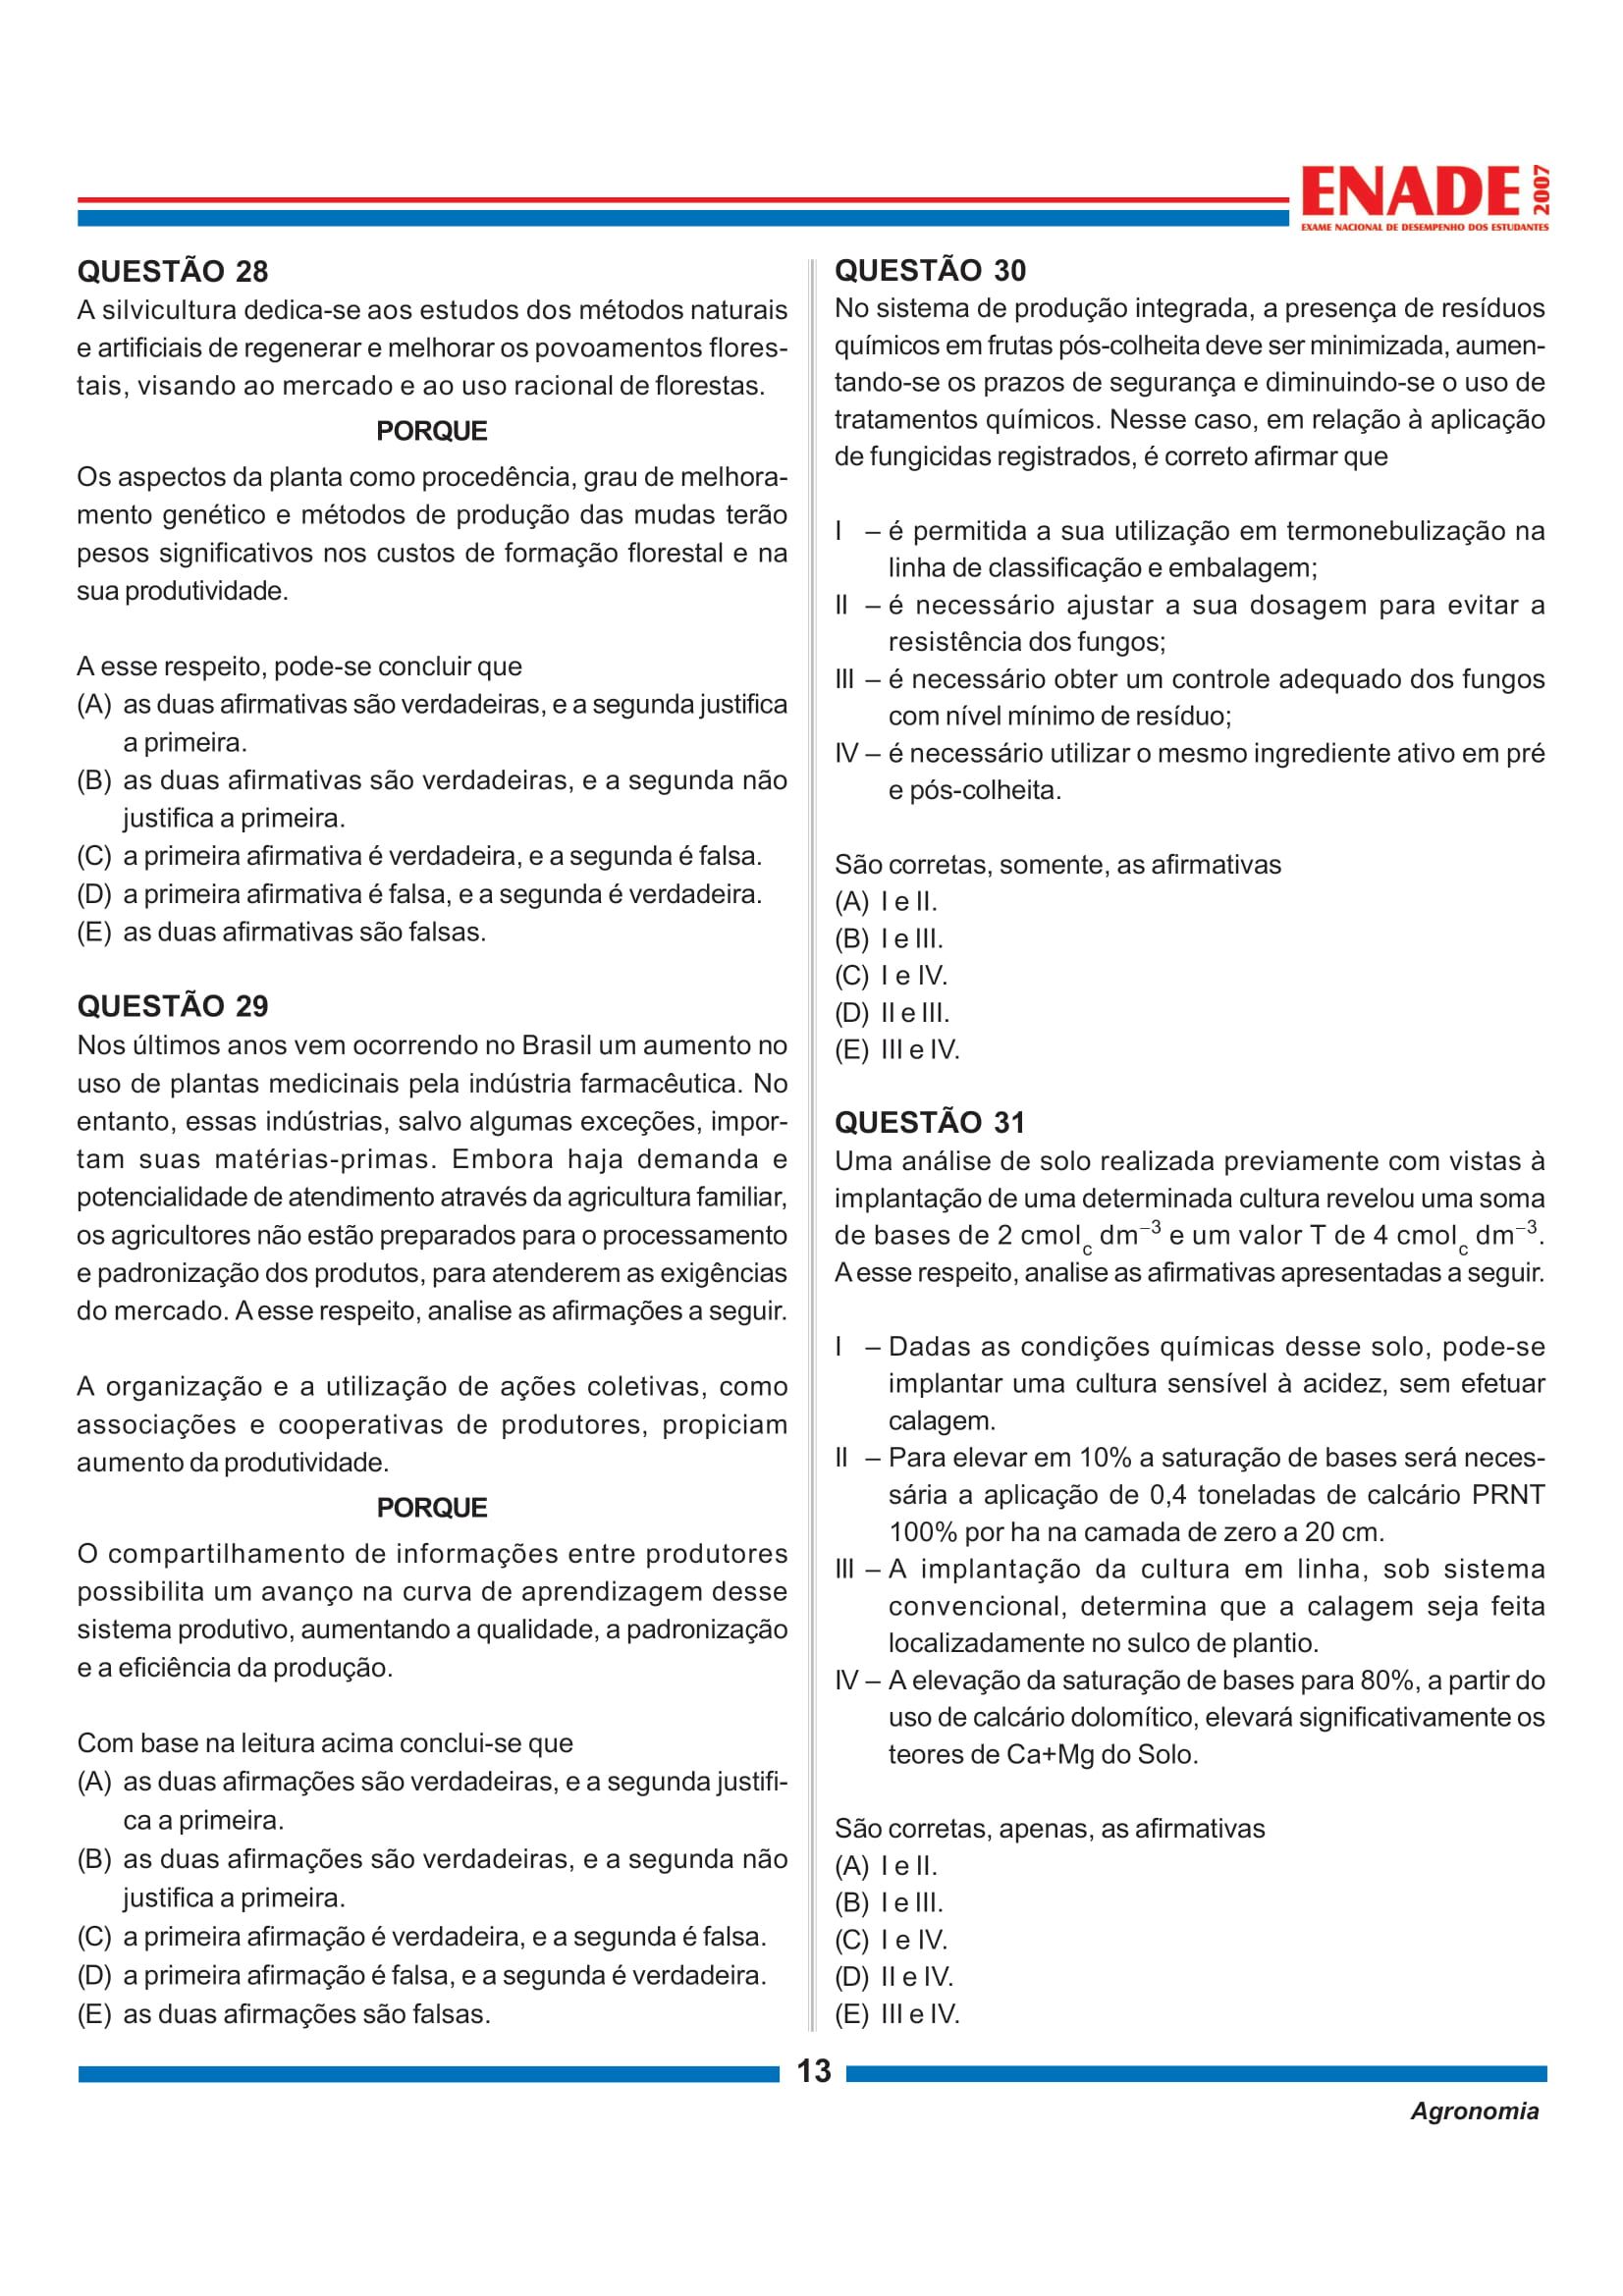 ENADE 2007
EXAME NACIONAL DE DESEMPENHO DOS ESTUDANTES
QUESTÃO 28
A silvicultura dedica-se aos estudos dos métodos naturais
e artificiais de regenerar e melhorar os povoamentos flores-
tais, visando ao mercado e ao uso racional de florestas.
PORQUE
Os aspectos da planta como procedência, grau de melhora-
mento genético e métodos de produção das mudas terão
pesos significativos nos custos de formação florestal e na
sua produtividade.
A esse respeito, pode-se concluir que
(A) as duas afirmativas são verdadeiras, e a segunda justifica
a primeira.
(B) as duas afirmativas são verdadeiras, e a segunda não
justifica a primeira.
(C) a primeira afirmativa é verdadeira, e a segunda é falsa.
(D) a primeira afirmativa é falsa, e a segunda é verdadeira.
(E) as duas afirmativas são falsas.
QUESTÃO 29
Nos últimos anos vem ocorrendo no Brasil um aumento no
uso de plantas medicinais pela indústria farmacêutica. No
entanto, essas indústrias, salvo algumas exceções, impor-
tam suas matérias-primas. Embora haja demanda e
potencialidade de atendimento através da agricultura familiar,
os agricultores não estão preparados para o processamento
e padronização dos produtos, para atenderem as exigências
do mercado. A esse respeito, analise as afirmações a seguir.
A organização e a utilização de ações coletivas, como
associações e cooperativas de produtores, propiciam
aumento da produtividade.
PORQUE
O compartilhamento de informações entre produtores
possibilita um avanço na curva de aprendizagem desse
sistema produtivo, aumentando a qualidade, a padronização
e a eficiência da produção.
Com base na leitura acima conclui-se que
(A) as duas afirmações são verdadeiras, e a segunda justifi-
ca a primeira.
(B) as duas afirmações são verdadeiras, e a segunda não
justifica a primeira.
(C) a primeira afirmação é verdadeira, e a segunda é falsa.
(D) a primeira afirmação é falsa, e a segunda é verdadeira.
(E) as duas afirmações são falsas.
QUESTÃO 30
No sistema de produção integrada, a presença de resíduos
químicos em frutas pós-colheita deve ser minimizada, aumen-
tando-se os prazos de segurança e diminuindo-se o uso de
tratamentos químicos. Nesse caso, em relação à aplicação
de fungicidas registrados, é correto afirmar que
I – é permitida a sua utilização em termonebulização na
linha de classificação e embalagem;
II – é necessário ajustar a sua dosagem para evitar a
resistência dos fungos;
III – é necessário obter um controle adequado dos fungos
com nível mínimo de resíduo;
IV – é necessário utilizar o mesmo ingrediente ativo em pré
e pós-colheita.
São corretas, somente, as afirmativas
(A) I e II.
(B) I e III.
(C) I e IV.
(D) II e III.
(E) III e IV.
QUESTÃO 31
Uma análise de solo realizada previamente com vistas à
implantação de uma determinada cultura revelou uma soma
de bases de 2 cmolc dm−3 e um valor T de 4 cmolc dm−3.
A esse respeito, analise as afirmativas apresentadas a seguir.
I – Dadas as condições químicas desse solo, pode-se
implantar uma cultura sensível à acidez, sem efetuar
calagem.
II – Para elevar em 10% a saturação de bases será neces-
sária a aplicação de 0,4 toneladas de calcário PRNT
100% por ha na camada de zero a 20 cm.
III – A implantação da cultura em linha, sob sistema
convencional, determina que a calagem seja feita
localizadamente no sulco de plantio.
IV – A elevação da saturação de bases para 80%, a partir do
uso de calcário dolomítico, elevará significativamente os
teores de Ca+Mg do Solo.
São corretas, apenas, as afirmativas
(A) I e II.
(B) I e III.
(C) I e IV.
(D) II e IV.
(E) III e IV.
13
Agronomia